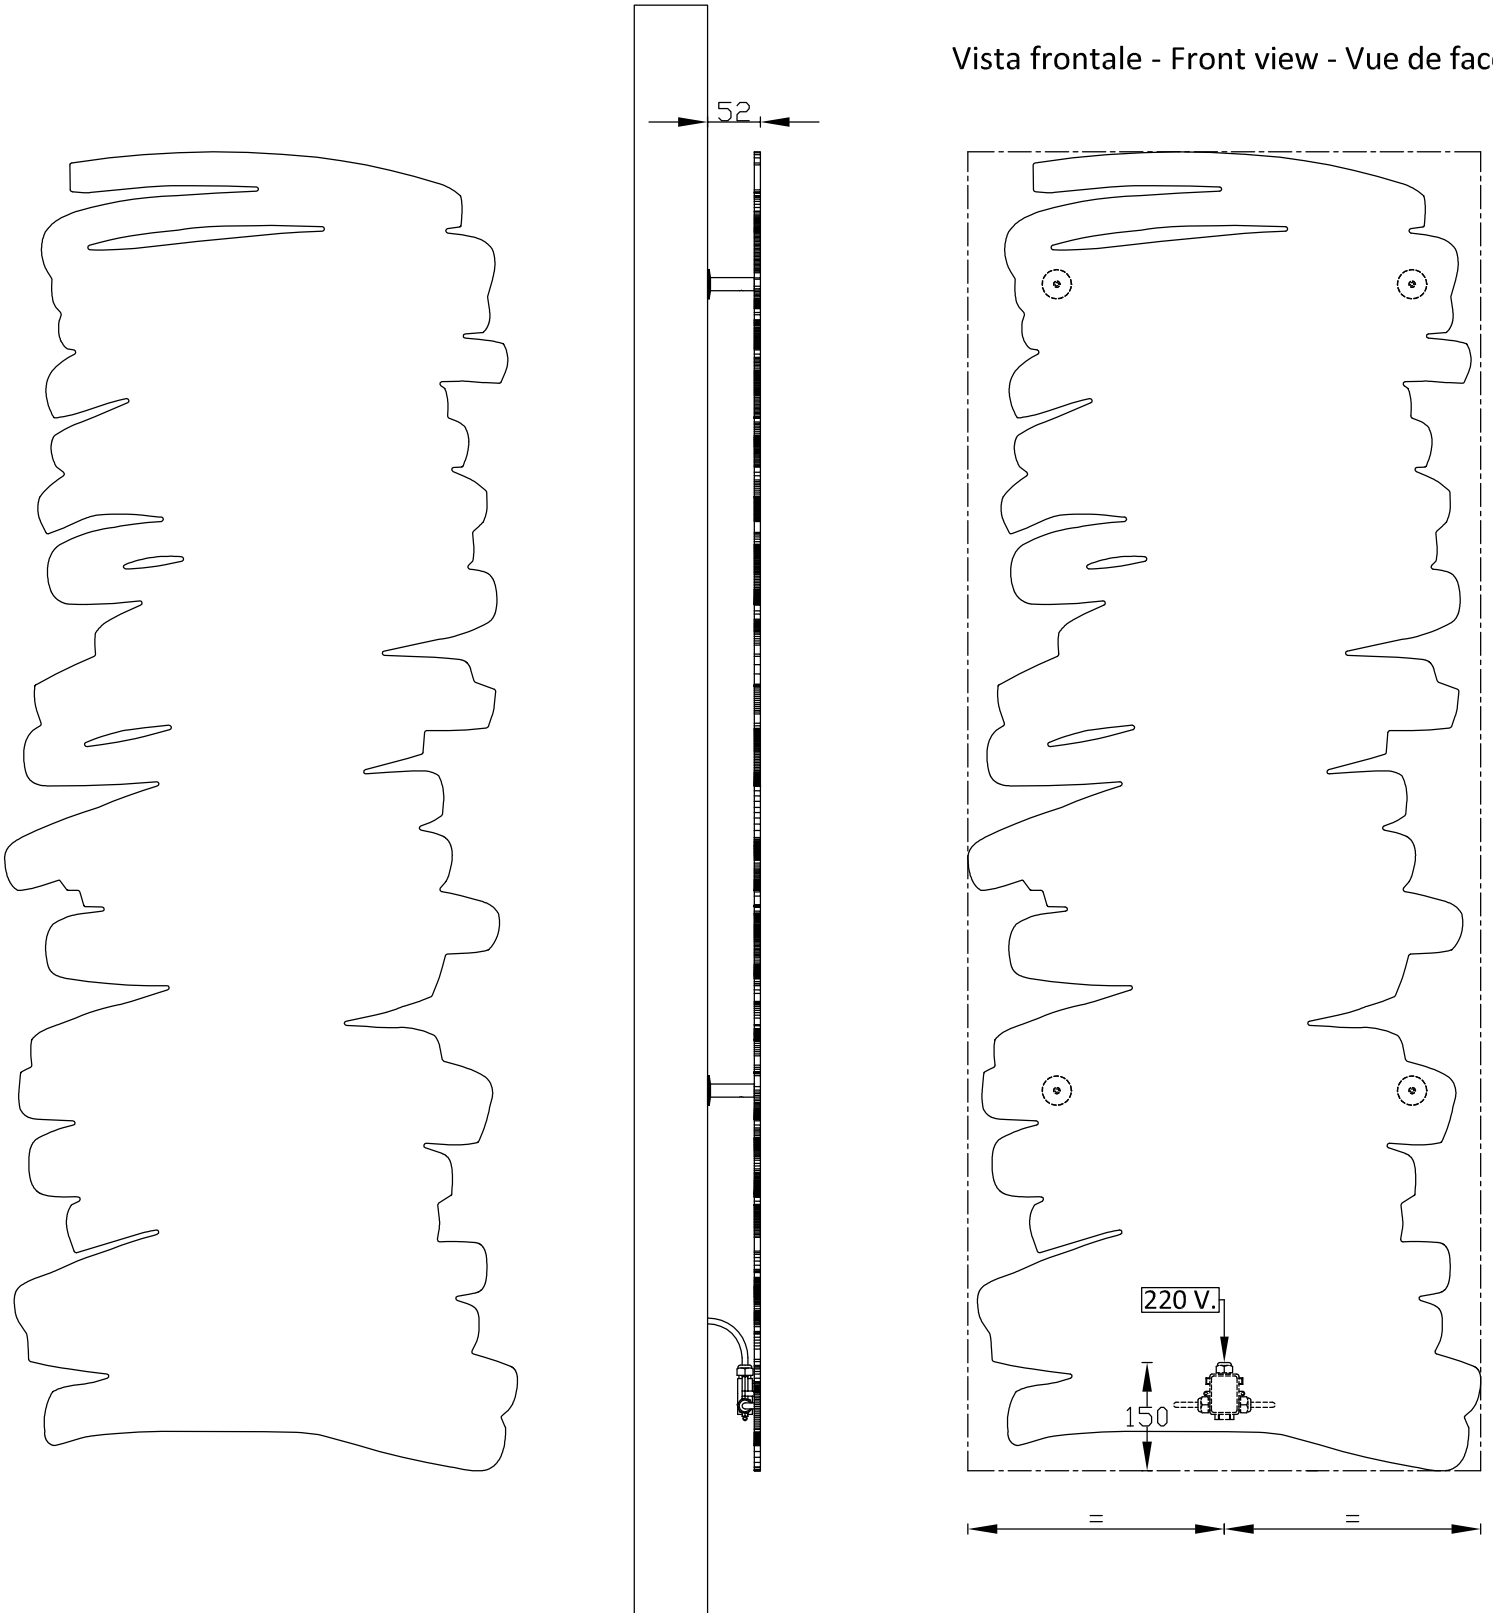 Vista frontale - Front view - Vue de fac
52
220 V.
150
= =